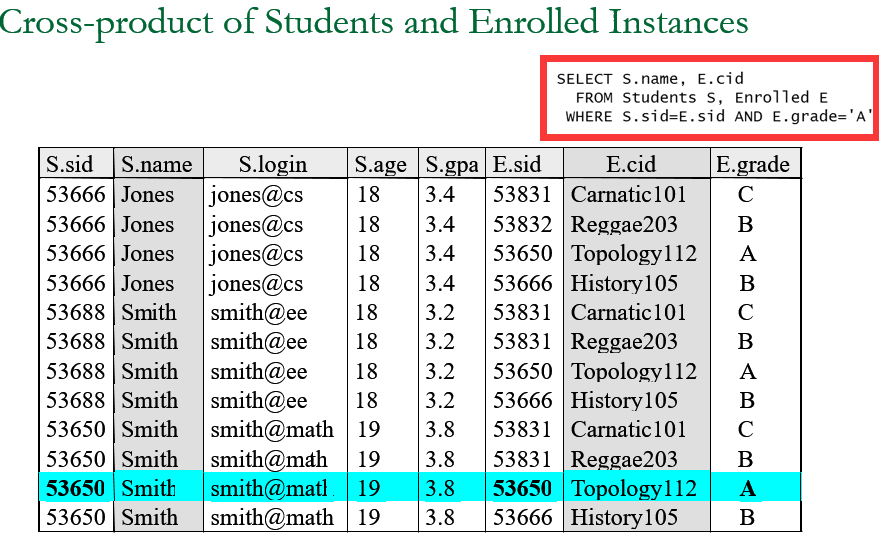 Cross-product of Students and Enrolled Instances
SELECT S.name, E.cid
FROM Students S, Enrolled E
WHERE S.sid=E.sid AND E.grade='A'
S.sid S.name S.login S.age S.gpa E.sid E.cid E.grade
53666 Jones jones@cs 18 3.4 53831 Carnatic101 C
53666 Jones jones@cs 18 3.4 53832 Reggae203 B
53666 Jones jones@cs 18 3.4 53650 Topology112 A
53666 Jones jones@cs 18 3.4 53666 History105 B
53688 Smith smith@ee 18 3.2 53831 Carnatic101 C
53688 Smith smith@ee 18 3.2 53831 Reggae203 B
53688 Smith smith@ee 18 3.2 53650 Topology112 A
53688 Smith smith@ee 18 3.2 53666 History105 B
53650 Smith smith@math 19 3.8 53831 Carnatic101 C
53650 Smith smith@math 19 3.8 53831 Reggae203 B
53650 Smith smith@math 19 3.8 53650 Topology112 A
53650 Smith smith@math 19 3.8 53666 History105 B